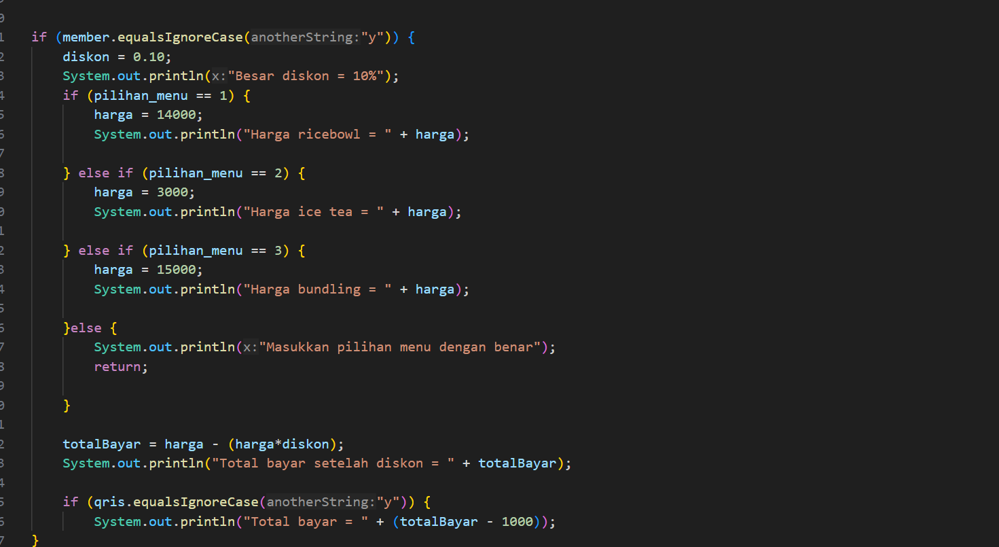 if (member.equalsIgnoreCase(anotherString:"y")) {
diskon = 0.10;
System.out.println(x:"Besar diskon = 10%");
if (pilihan_menu == 1) {
harga = 14000;
System.out.println("Harga ricebowl = " + harga);
} else if (pilihan_menu == 2) {
harga = 3000;
System.out.println("Harga ice tea = " + harga);
} else if (pilihan_menu == 3) {
harga = 15000;
System.out.println("Harga bundling = " + harga);
}else {
System.out.println(x:"Masukkan pilihan menu dengan benar");
return;
}
totalBayar = harga - (harga*diskon);
System.out.println("Total bayar setelah diskon = " + totalBayar);
if (qris.equalsIgnoreCase(anotherString:"y")) {
System.out.println("Total bayar = " + (totalBayar - 1000));
}